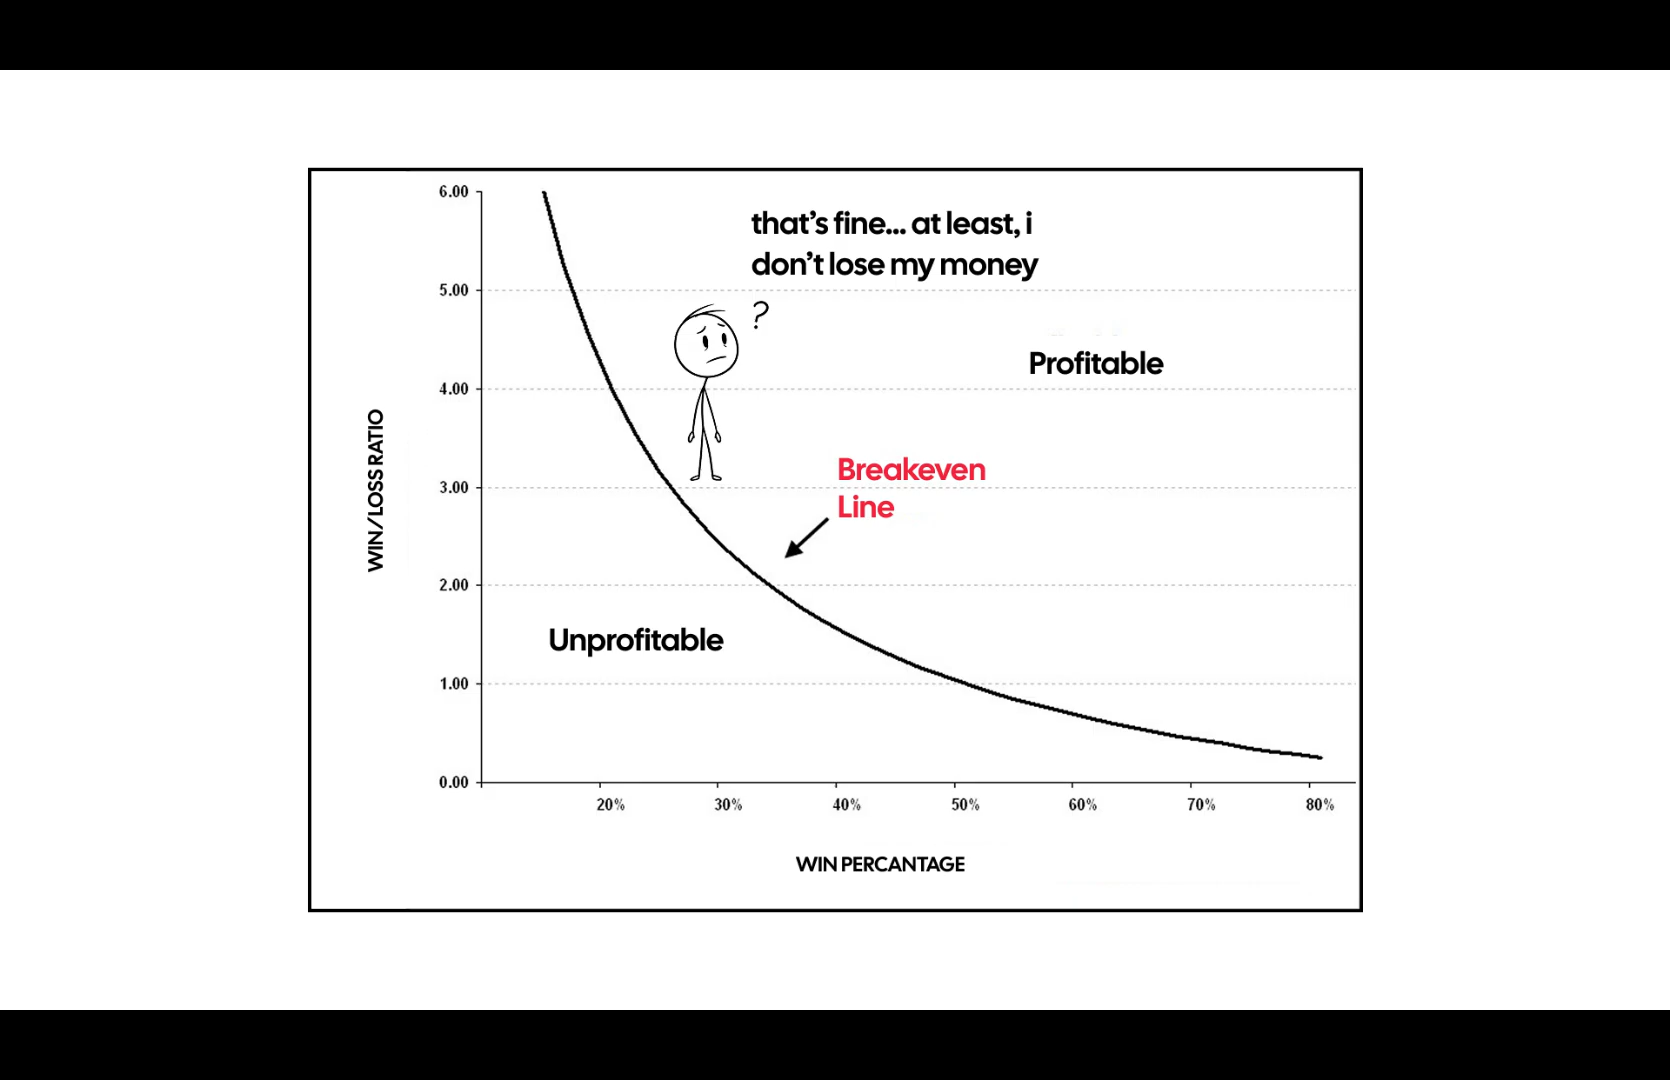 6.00
that's fine... at least, i
don't lose my money
5.00
?
Profitable
4.00
WIN/LOSS RATIO
Breakeven
Line
3.00
2.00
Unprofitable
1.00
0.00
20% 30% 40% 50% 60% 70% 80%
WIN PERCANTAGE